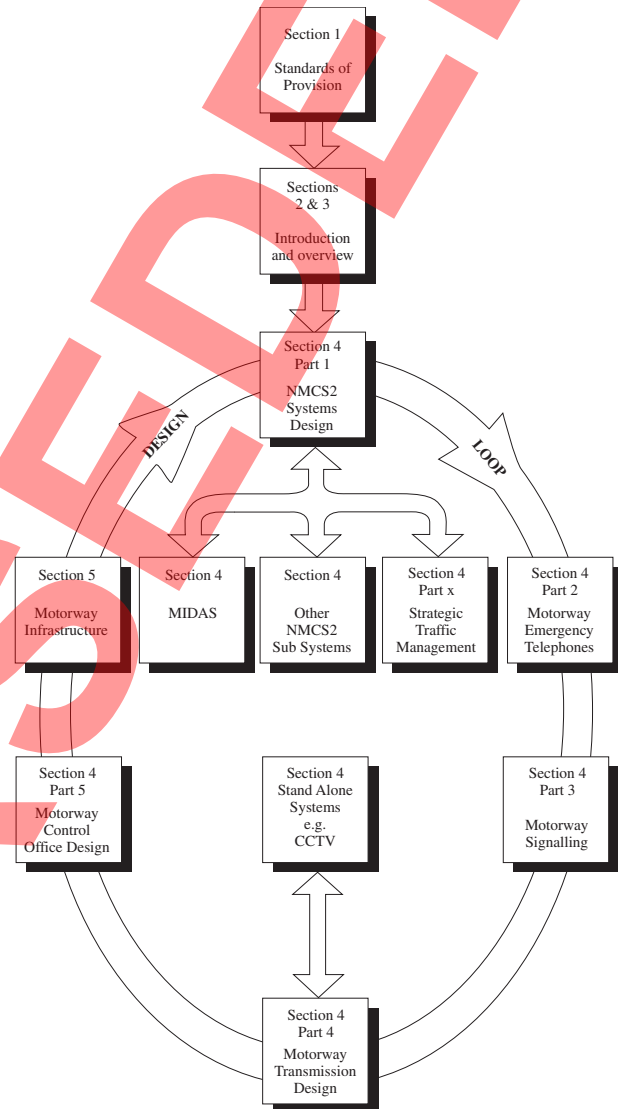 Section 1
Standards of
Provision
Sections
2 & 3
Introduction
and overview
Section 4
Part 1
NMCS2
Systems
Design
DESIGN
LOOP
Section 5
Motorway
Infrastructure
Section 4
MIDAS
Section 4
Other
NMCS2
Sub Systems
Section 4
Part x
Strategic
Traffic
Management
Section 4
Part 2
Motorway
Emergency
Telephones
Section 4
Part 5
Motorway
Control
Office Design
Section 4
Stand Alone
Systems
e.g.
CCTV
Section 4
Part 3
Motorway
Signalling
Section 4
Part 4
Motorway
Transmission
Design